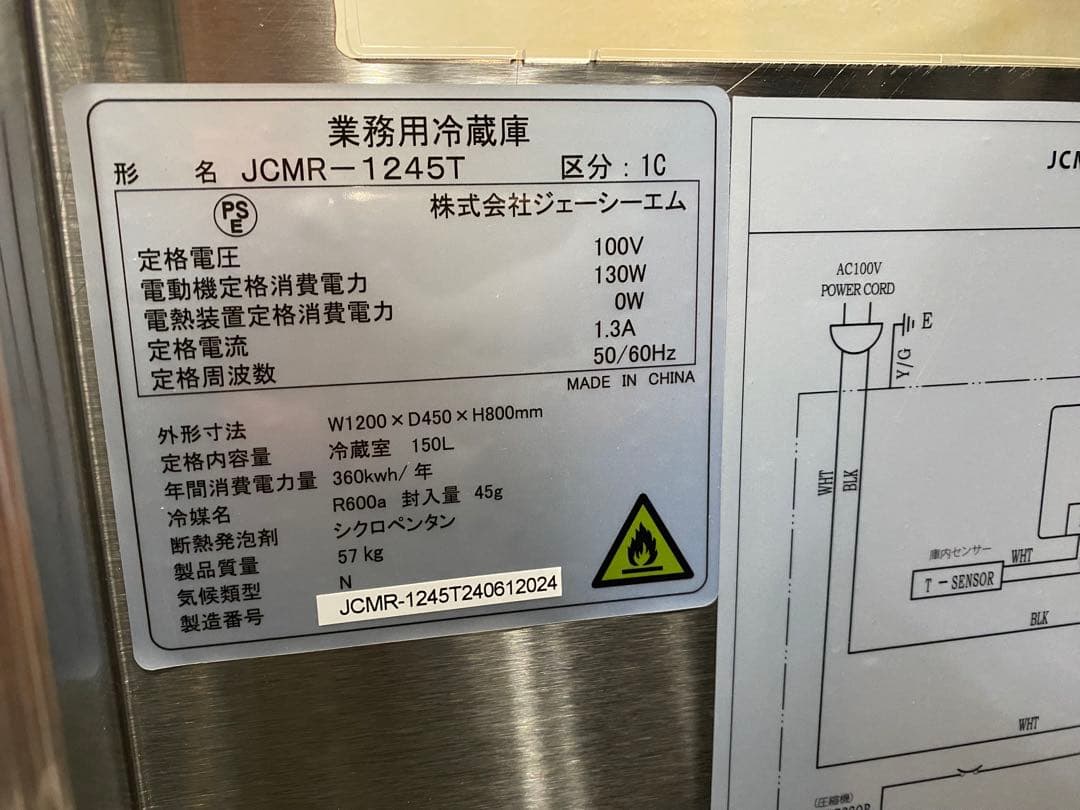 業務用冷蔵庫
形 名 JCMR-1245T 区分：1C
PS
E
株式会社ジェーシーエム
定格電圧 100V
電動機定格消費電力 130W
電熱装置定格消費電力 0W
定格電流 1.3A
定格周波数 50/60Hz
MADE IN CHINA
外形寸法 W1200×D450×H800mm
定格内容量 冷蔵室 150L
年間消費電力量 360kwh/年
冷媒名 R600a 封入量 45g
断熱発泡剤 シクロペンタン
製品質量 57kg
気候類型 N
製造番号 JCMR-1245T240612024
AC100V
POWER CORD
E
Y/G
WHT
BLK
庫内センサー
T-SENSOR
WHT
BLK
WHT
(圧縮機)